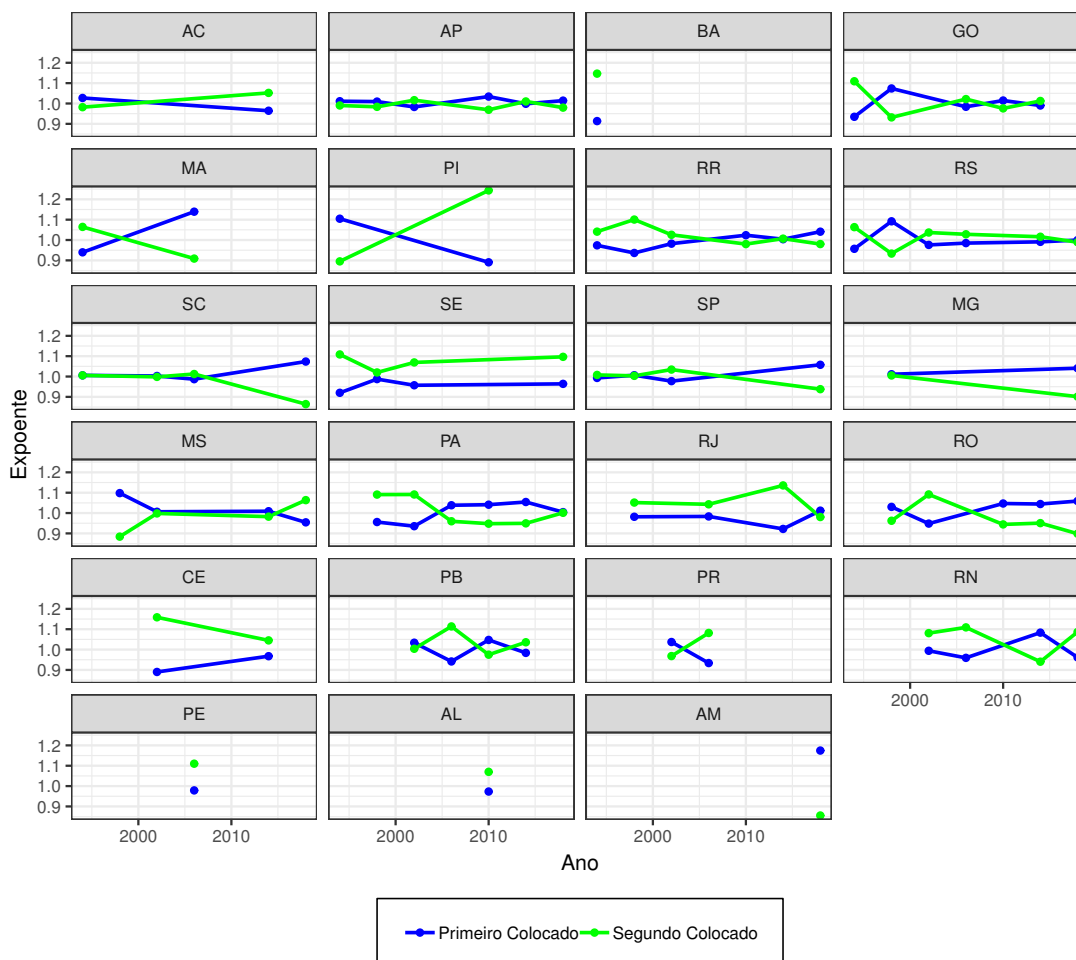 AC AP BA GO
1.2
1.1
1.0
0.9
MA PI RR RS
1.2
1.1
1.0
0.9
SC SE SP MG
1.2
1.1
1.0
0.9
MS PA RJ RO
1.2
1.1
1.0
0.9
Expoente
CE PB PR RN
1.2
1.1
1.0
0.9
2000 2010
PE AL AM
1.2
1.1
1.0
0.9
2000 2010 2000 2010 2000 2010
Ano
Primeiro Colocado Segundo Colocado